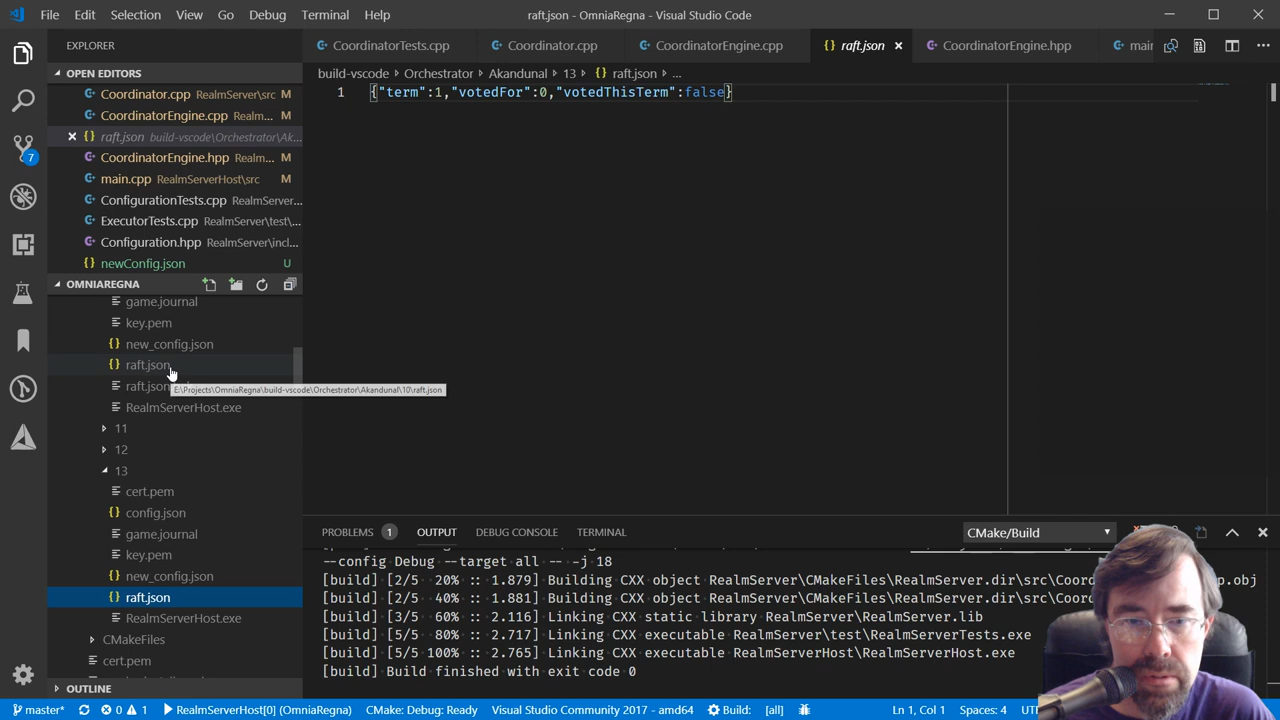 File Edit Selection View Go Debug Terminal Help
raft.json - OmniaRegna - Visual Studio Code
EXPLORER
CoordinatorTests.cpp Coordinator.cpp CoordinatorEngine.cpp raft.json CoordinatorEngine.hpp main
OPEN EDITORS
build-vscode Orchestrator Akandunal 13 {} raft.json ...
1 {"term":1,"votedFor":0,"votedThisTerm":false}
Coordinator.cpp RealmServer\src M
CoordinatorEngine.cpp Realm... M
raft.json build-vscode\Orchestrator\Ak...
CoordinatorEngine.hpp Realm... M
7
main.cpp RealmServerHost\src M
ConfigurationTests.cpp RealmServer...
ExecutorTests.cpp RealmServer\test\...
Configuration.hpp RealmServer\incl...
{} newConfig.json U
OMNIAREGNA
game.journal
key.pem
{} new_config.json
{} raft.json
raft.json
E:\Projects\OmniaRegna\build-vscode\Orchestrator\Akandunal\10\raft.json
RealmServerHost.exe
11
12
13
cert.pem
{} config.json
game.journal
key.pem
{} new_config.json
{} raft.json
RealmServerHost.exe
CMakeFiles
cert.pem
OUTLINE
PROBLEMS 1 OUTPUT DEBUG CONSOLE TERMINAL CMake/Build
--config Debug --target all -- -j 18
[build] [2/5 20% :: 1.879] Building CXX object RealmServer\CMakeFiles\RealmServer.dir\src\Coor p.obj
[build] [2/5 40% :: 1.881] Building CXX object RealmServer\CMakeFiles\RealmServer.dir\src\Coor
[build] [3/5 60% :: 2.116] Linking CXX static library RealmServer\RealmServer.lib
[build] [5/5 80% :: 2.717] Linking CXX executable RealmServer\test\RealmServerTests.exe
[build] [5/5 100% :: 2.765] Linking CXX executable RealmServerHost\RealmServerHost.exe
[build] Build finished with exit code 0
master* 0 1 RealmServerHost[0] (OmniaRegna) CMake: Debug: Ready Visual Studio Community 2017 - amd64 Build: [all] Ln 1, Col 1 Spaces: 4 UT